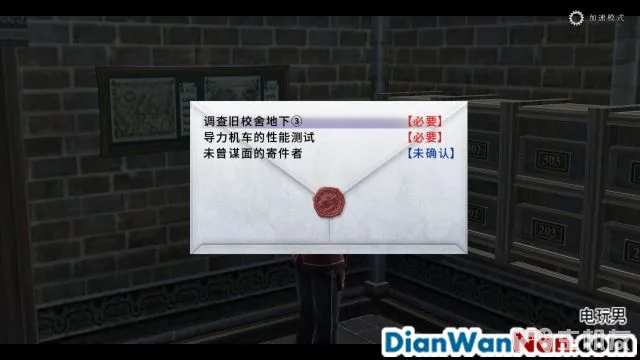 加速模式
调查旧校舍地下③ 【必要】
导力机车的性能测试 【必要】
未曾谋面的寄件者 【未确认】
303
202
203
电玩男
DianWanNan.com